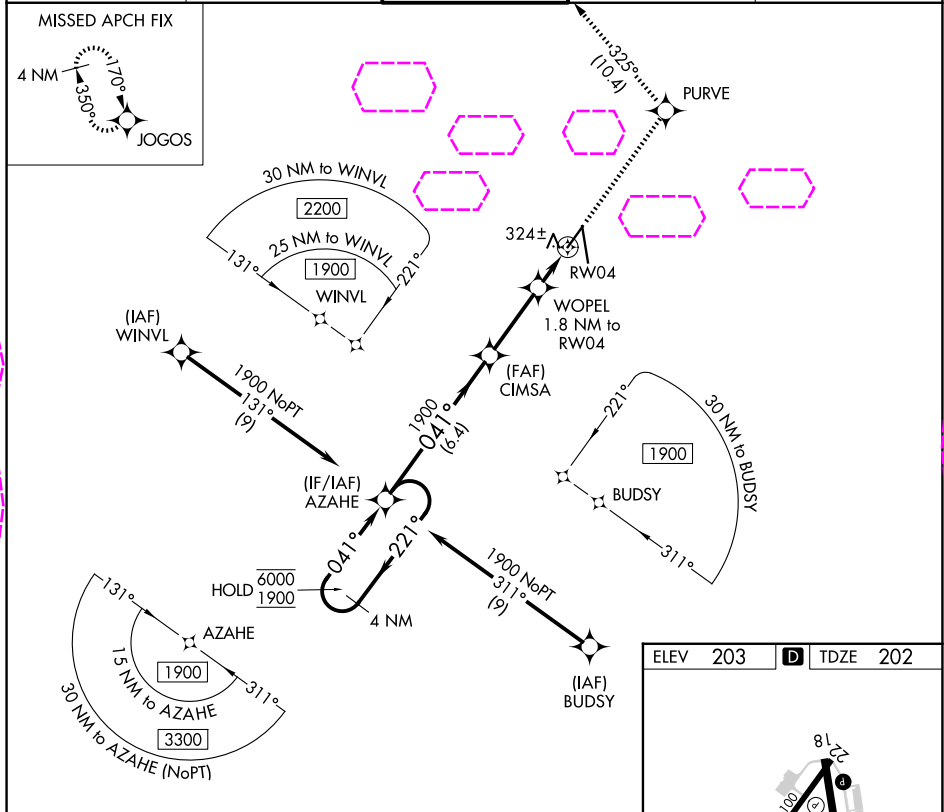 MISSED APCH FIX
4 NM
170°
350°
JOGOS
325°
(10.4)
PURVE
30 NM to WINVL
2200
25 NM to WINVL
1900
131°
221°
WINVL
324±
RW04
WOPEL
1.8 NM to
RW04
(IAF)
WINVL
1900 NoPT
131°
(9)
(FAF)
CIMSA
1900
041°
(6.4)
221°
30 NM to BUDSY
1900
BUDSY
311°
(IF/IAF)
AZAHE
041°
221°
HOLD
6000
1900
4 NM
1900 NoPT
311°
(9)
(IAF)
BUDSY
131°
AZAHE
1900
15 NM to AZAHE
311°
3300
30 NM to AZAHE (NoPT)
ELEV 203
D
TDZE 202
22
18
P
P
100